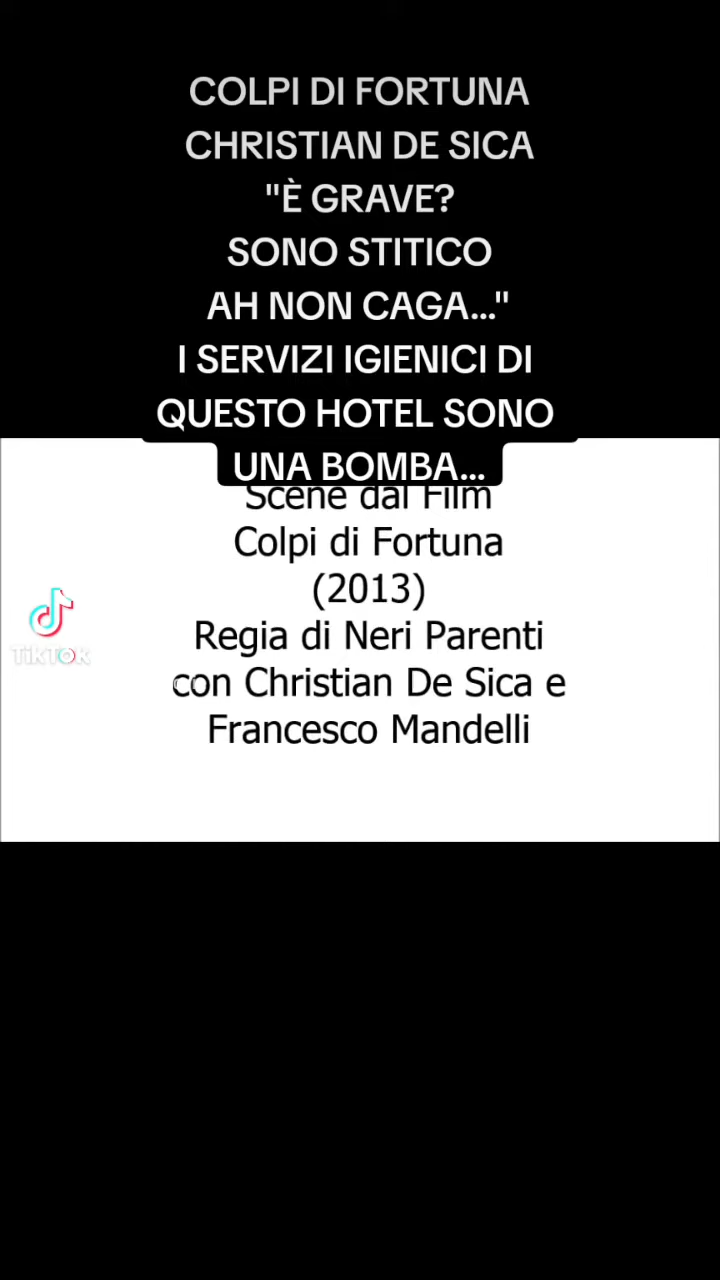 COLPI DI FORTUNA
CHRISTIAN DE SICA
"È GRAVE?
SONO STITICO
AH NON CAGA..."
I SERVIZI IGIENICI DI
QUESTO HOTEL SONO
UNA BOMBA...
Scene dal Film
Colpi di Fortuna
(2013)
Regia di Neri Parenti
TikTok
con Christian De Sica e
Francesco Mandelli